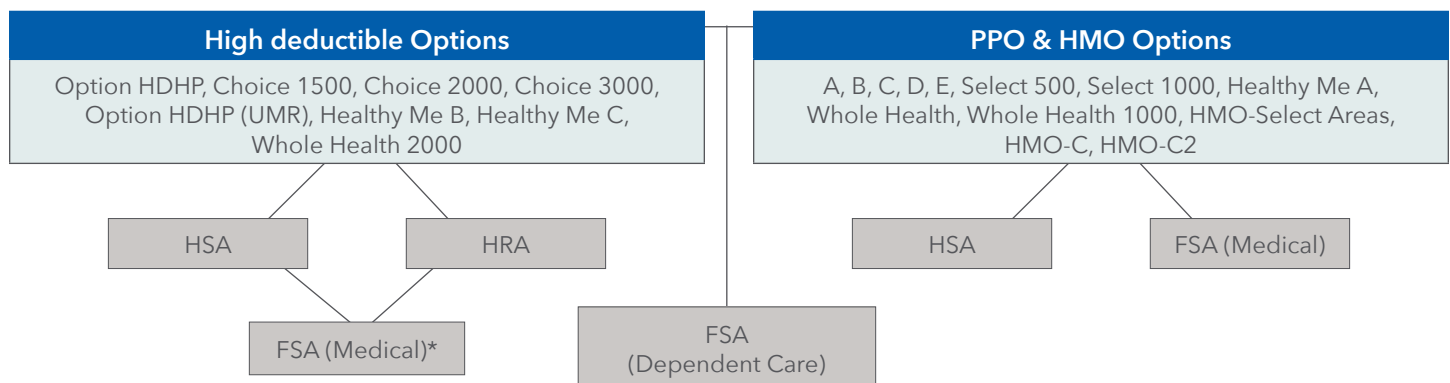 High deductible Options
Option HDHP, Choice 1500, Choice 2000, Choice 3000,
Option HDHP (UMR), Healthy Me B, Healthy Me C,
Whole Health 2000
HSA
HRA
FSA (Medical)*
FSA
(Dependent Care)
PPO & HMO Options
A, B, C, D, E, Select 500, Select 1000, Healthy Me A,
Whole Health, Whole Health 1000, HMO-Select Areas,
HMO-C, HMO-C2
HSA
FSA (Medical)